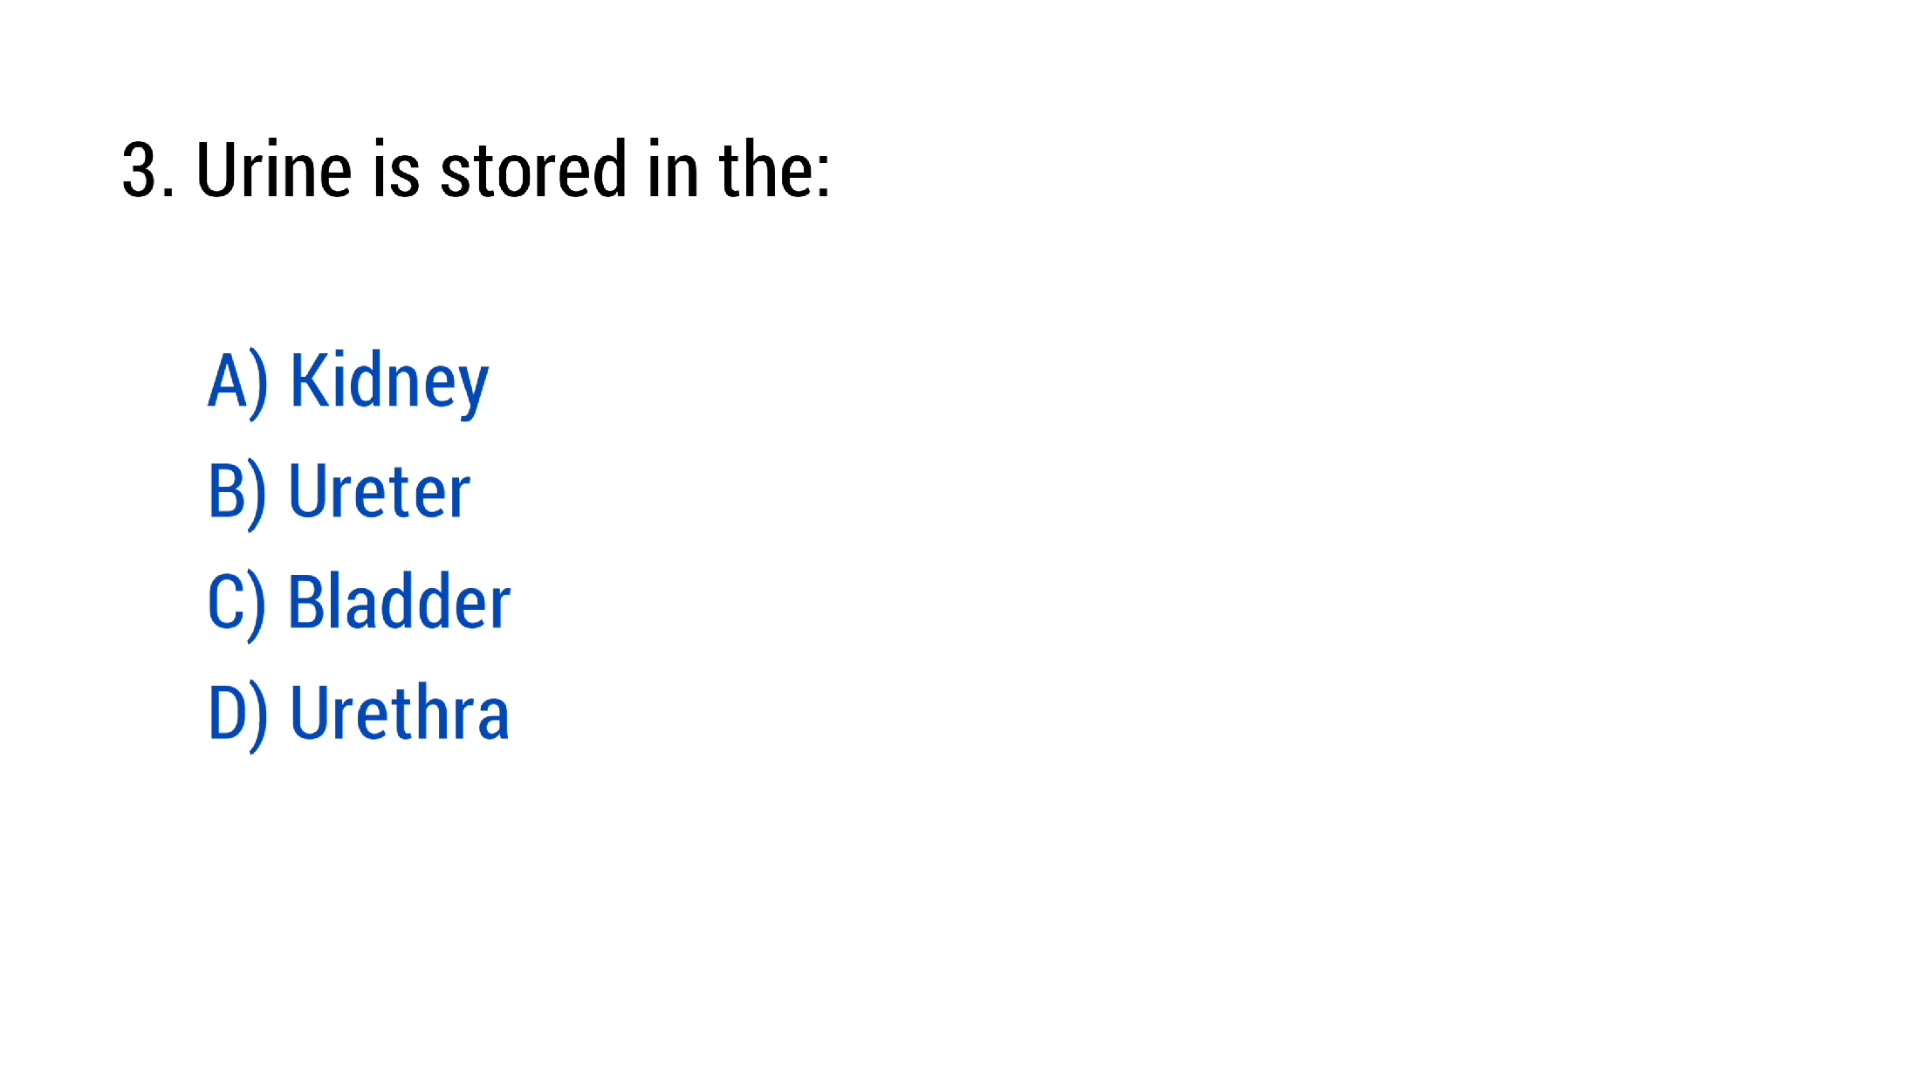 3. Urine is stored in the:
A) Kidney
B) Ureter
C) Bladder
D) Urethra